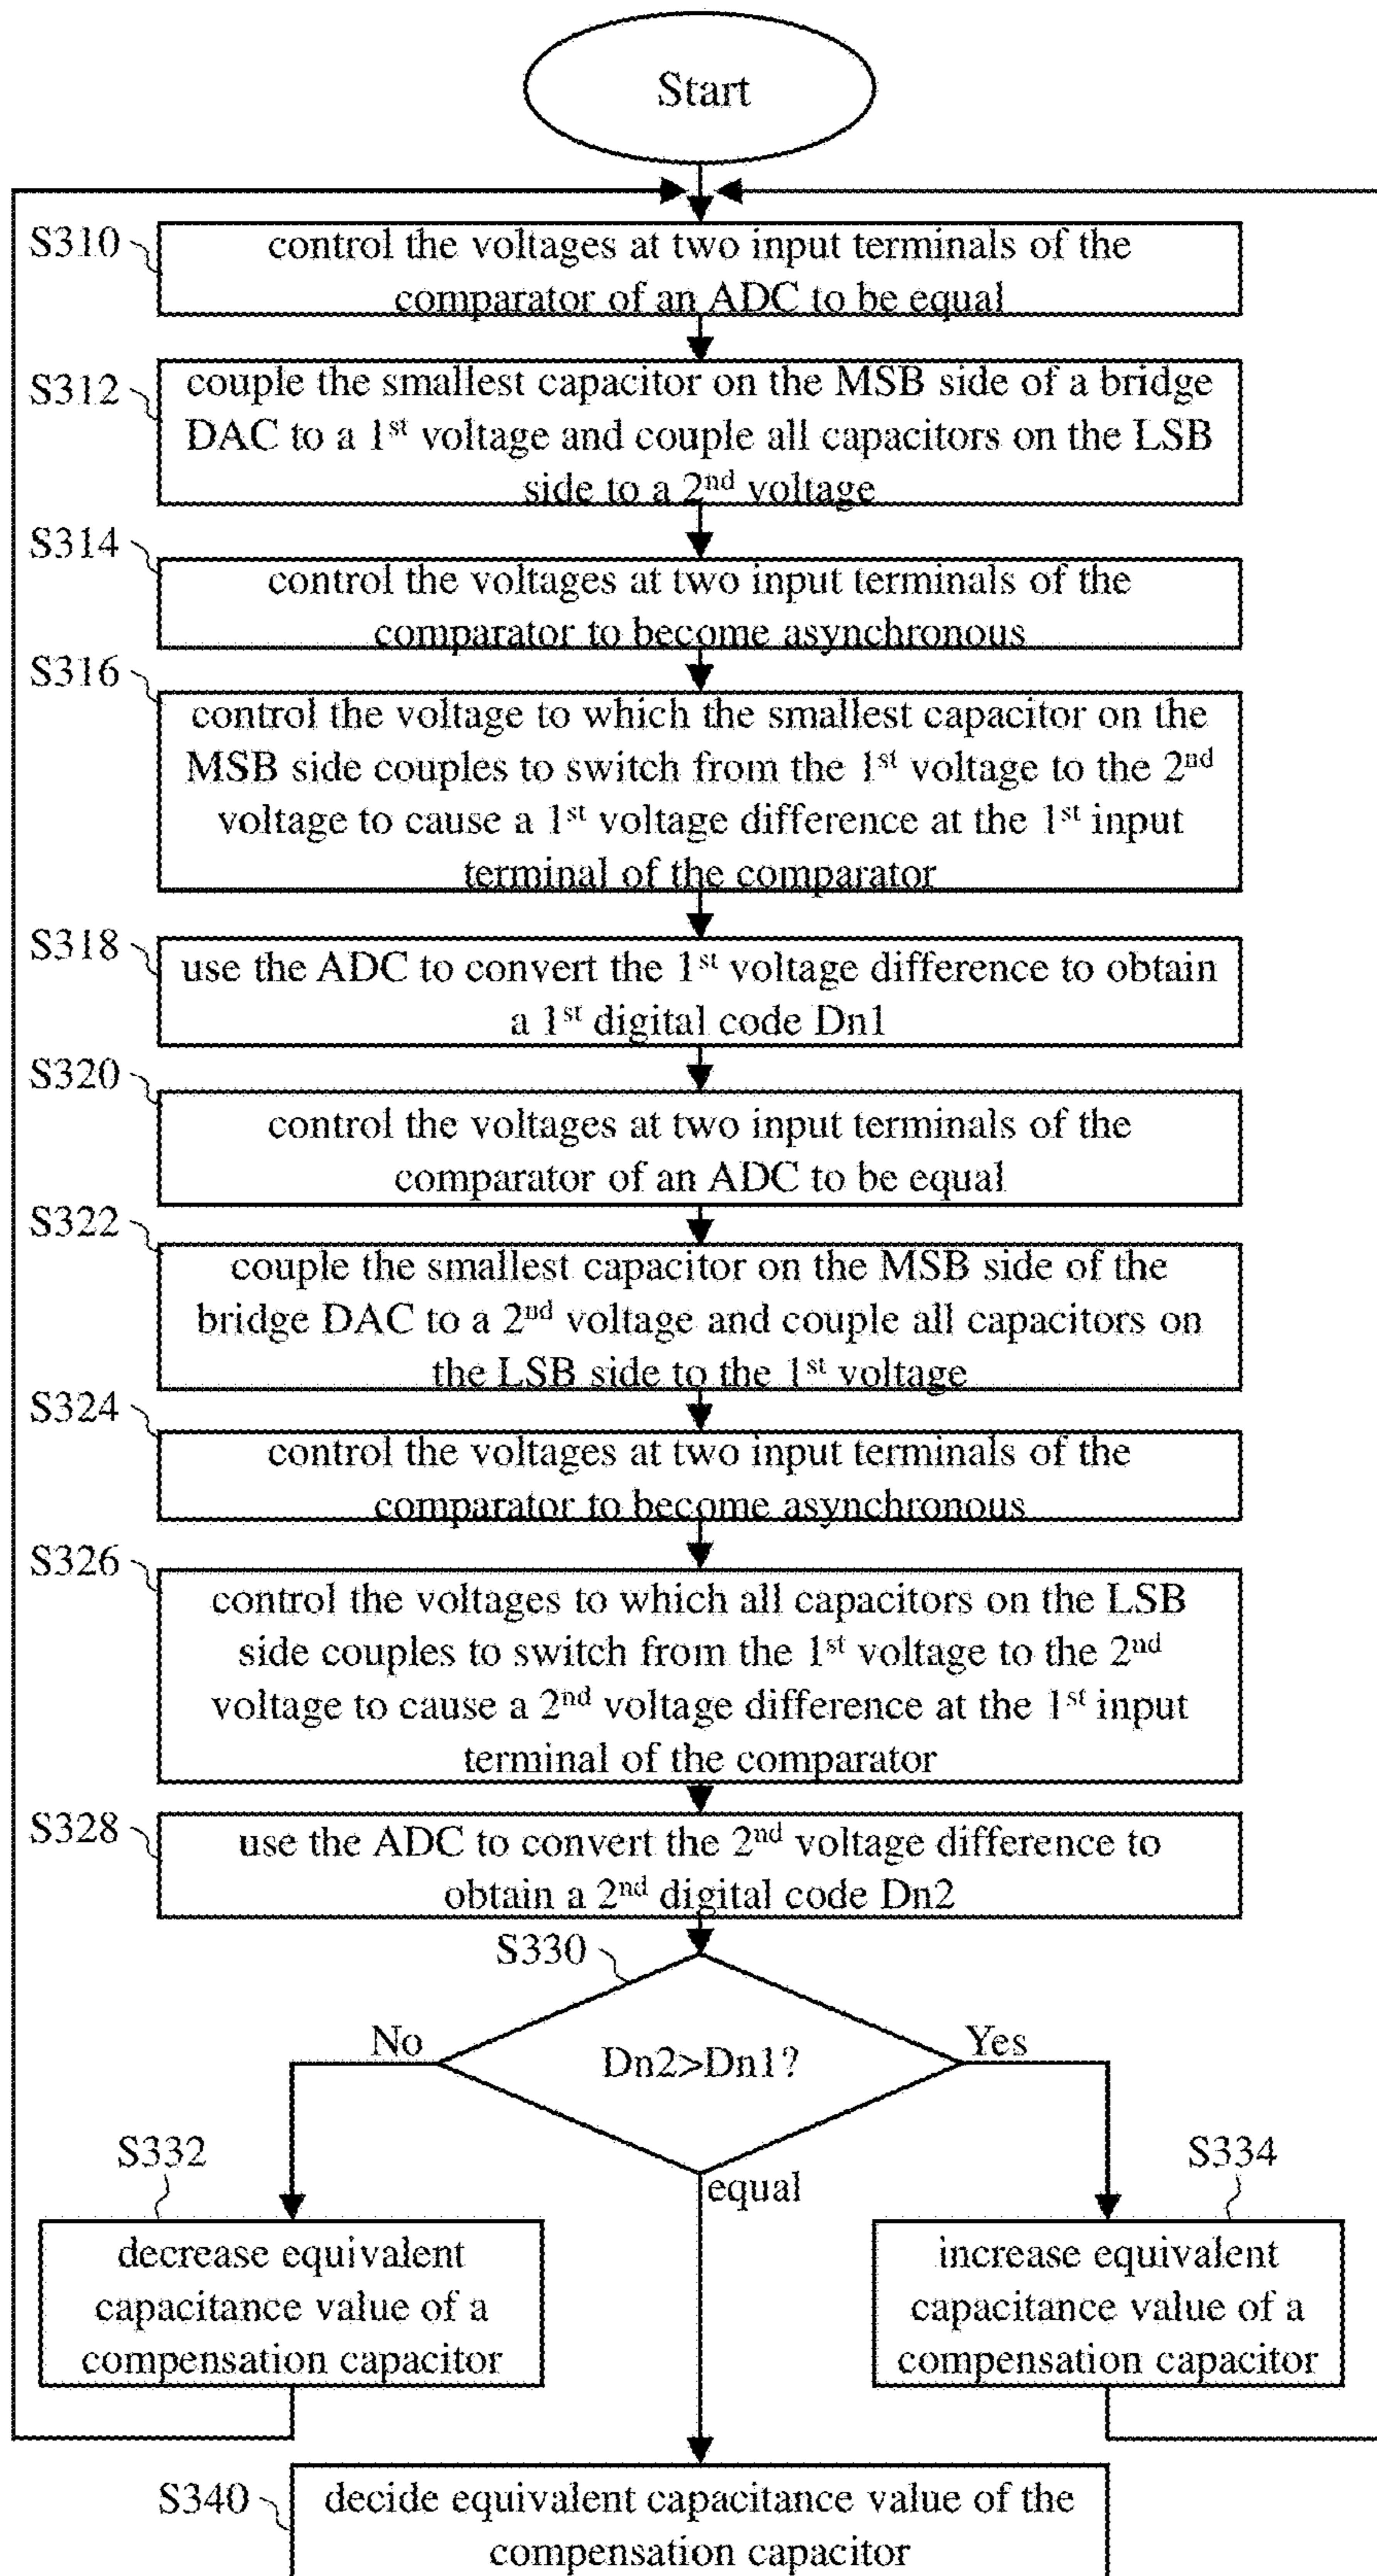 Start
S310
control the voltages at two input terminals of the
comparator of an ADC to be equal
S312
couple the smallest capacitor on the MSB side of a bridge
DAC to a 1st voltage and couple all capacitors on the LSB
side to a 2nd voltage
S314
control the voltages at two input terminals of the
comparator to become asynchronous
S316
control the voltage to which the smallest capacitor on the
MSB side couples to switch from the 1st voltage to the 2nd
voltage to cause a 1st voltage difference at the 1st input
terminal of the comparator
S318
use the ADC to convert the 1st voltage difference to obtain
a 1st digital code Dn1
S320
control the voltages at two input terminals of the
comparator of an ADC to be equal
S322
couple the smallest capacitor on the MSB side of the
bridge DAC to a 2nd voltage and couple all capacitors on
the LSB side to the 1st voltage
S324
control the voltages at two input terminals of the
comparator to become asynchronous
S326
control the voltages to which all capacitors on the LSB
side couples to switch from the 1st voltage to the 2nd
voltage to cause a 2nd voltage difference at the 1st input
terminal of the comparator
S328
use the ADC to convert the 2nd voltage difference to
obtain a 2nd digital code Dn2
S330
No
Dn2>Dn1?
Yes
equal
S332
decrease equivalent
capacitance value of a
compensation capacitor
S334
increase equivalent
capacitance value of a
compensation capacitor
S340
decide equivalent capacitance value of the
compensation capacitor